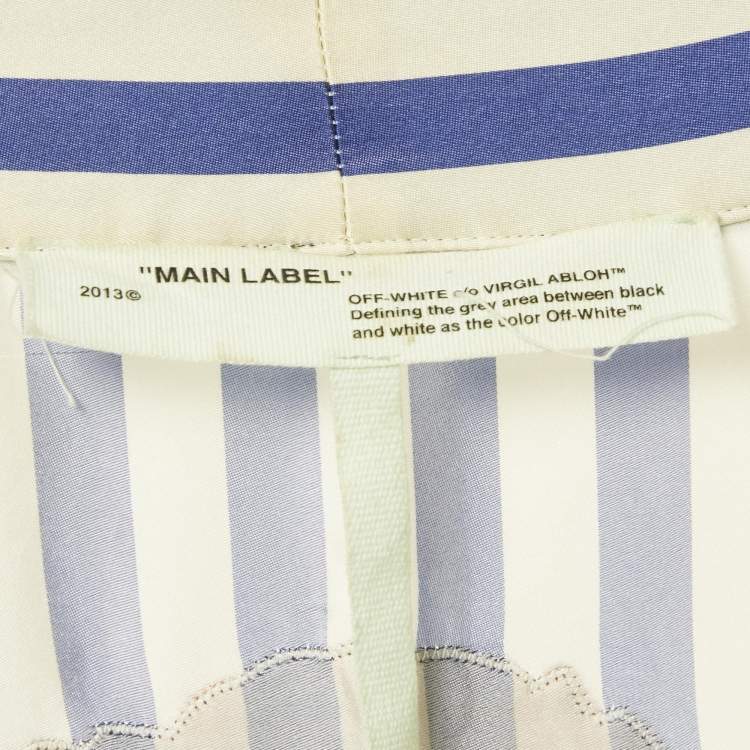 "MAIN LABEL"
2013©
OFF-WHITE c/o VIRGIL ABLOH™
Defining the grey area between black
and white as the color Off-White™